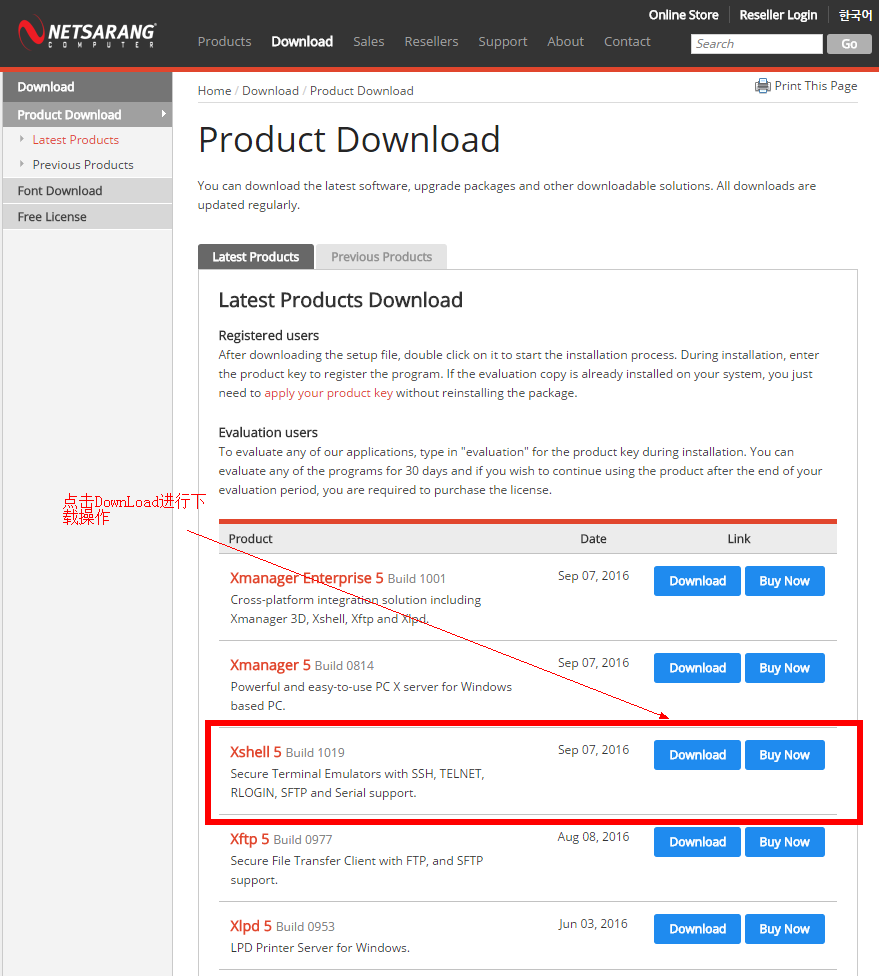 Online Store
Reseller Login
한국어
NETSARANG
COMPUTER
Products
Download
Sales
Resellers
Support
About
Contact
Search
Go
Download
Product Download
Latest Products
Previous Products
Font Download
Free License
Home / Download / Product Download
Print This Page
Product Download
You can download the latest software, upgrade packages and other downloadable solutions. All downloads are
updated regularly.
Latest Products
Previous Products
Latest Products Download
Registered users
After downloading the setup file, double click on it to start the installation process. During installation, enter
the product key to register the program. If the evaluation copy is already installed on your system, you just
need to apply your product key without reinstalling the package.
Evaluation users
To evaluate any of our applications, type in "evaluation" for the product key during installation. You can
evaluate any of the programs for 30 days and if you wish to continue using the product after the end of your
evaluation period, you are required to purchase the license.
点击DownLoad进行下
载操作
Product Date Link
Xmanager Enterprise 5 Build 1001 Sep 07, 2016 Download Buy Now
Cross-platform integration solution including
Xmanager 3D, Xshell, Xftp and Xlpd.
Xmanager 5 Build 0814 Sep 07, 2016 Download Buy Now
Powerful and easy-to-use PC X server for Windows
based PC.
Xshell 5 Build 1019 Sep 07, 2016 Download Buy Now
Secure Terminal Emulators with SSH, TELNET,
RLOGIN, SFTP and Serial support.
Xftp 5 Build 0977 Aug 08, 2016 Download Buy Now
Secure File Transfer Client with FTP, and SFTP
support.
Xlpd 5 Build 0953 Jun 03, 2016 Download Buy Now
LPD Printer Server for Windows.